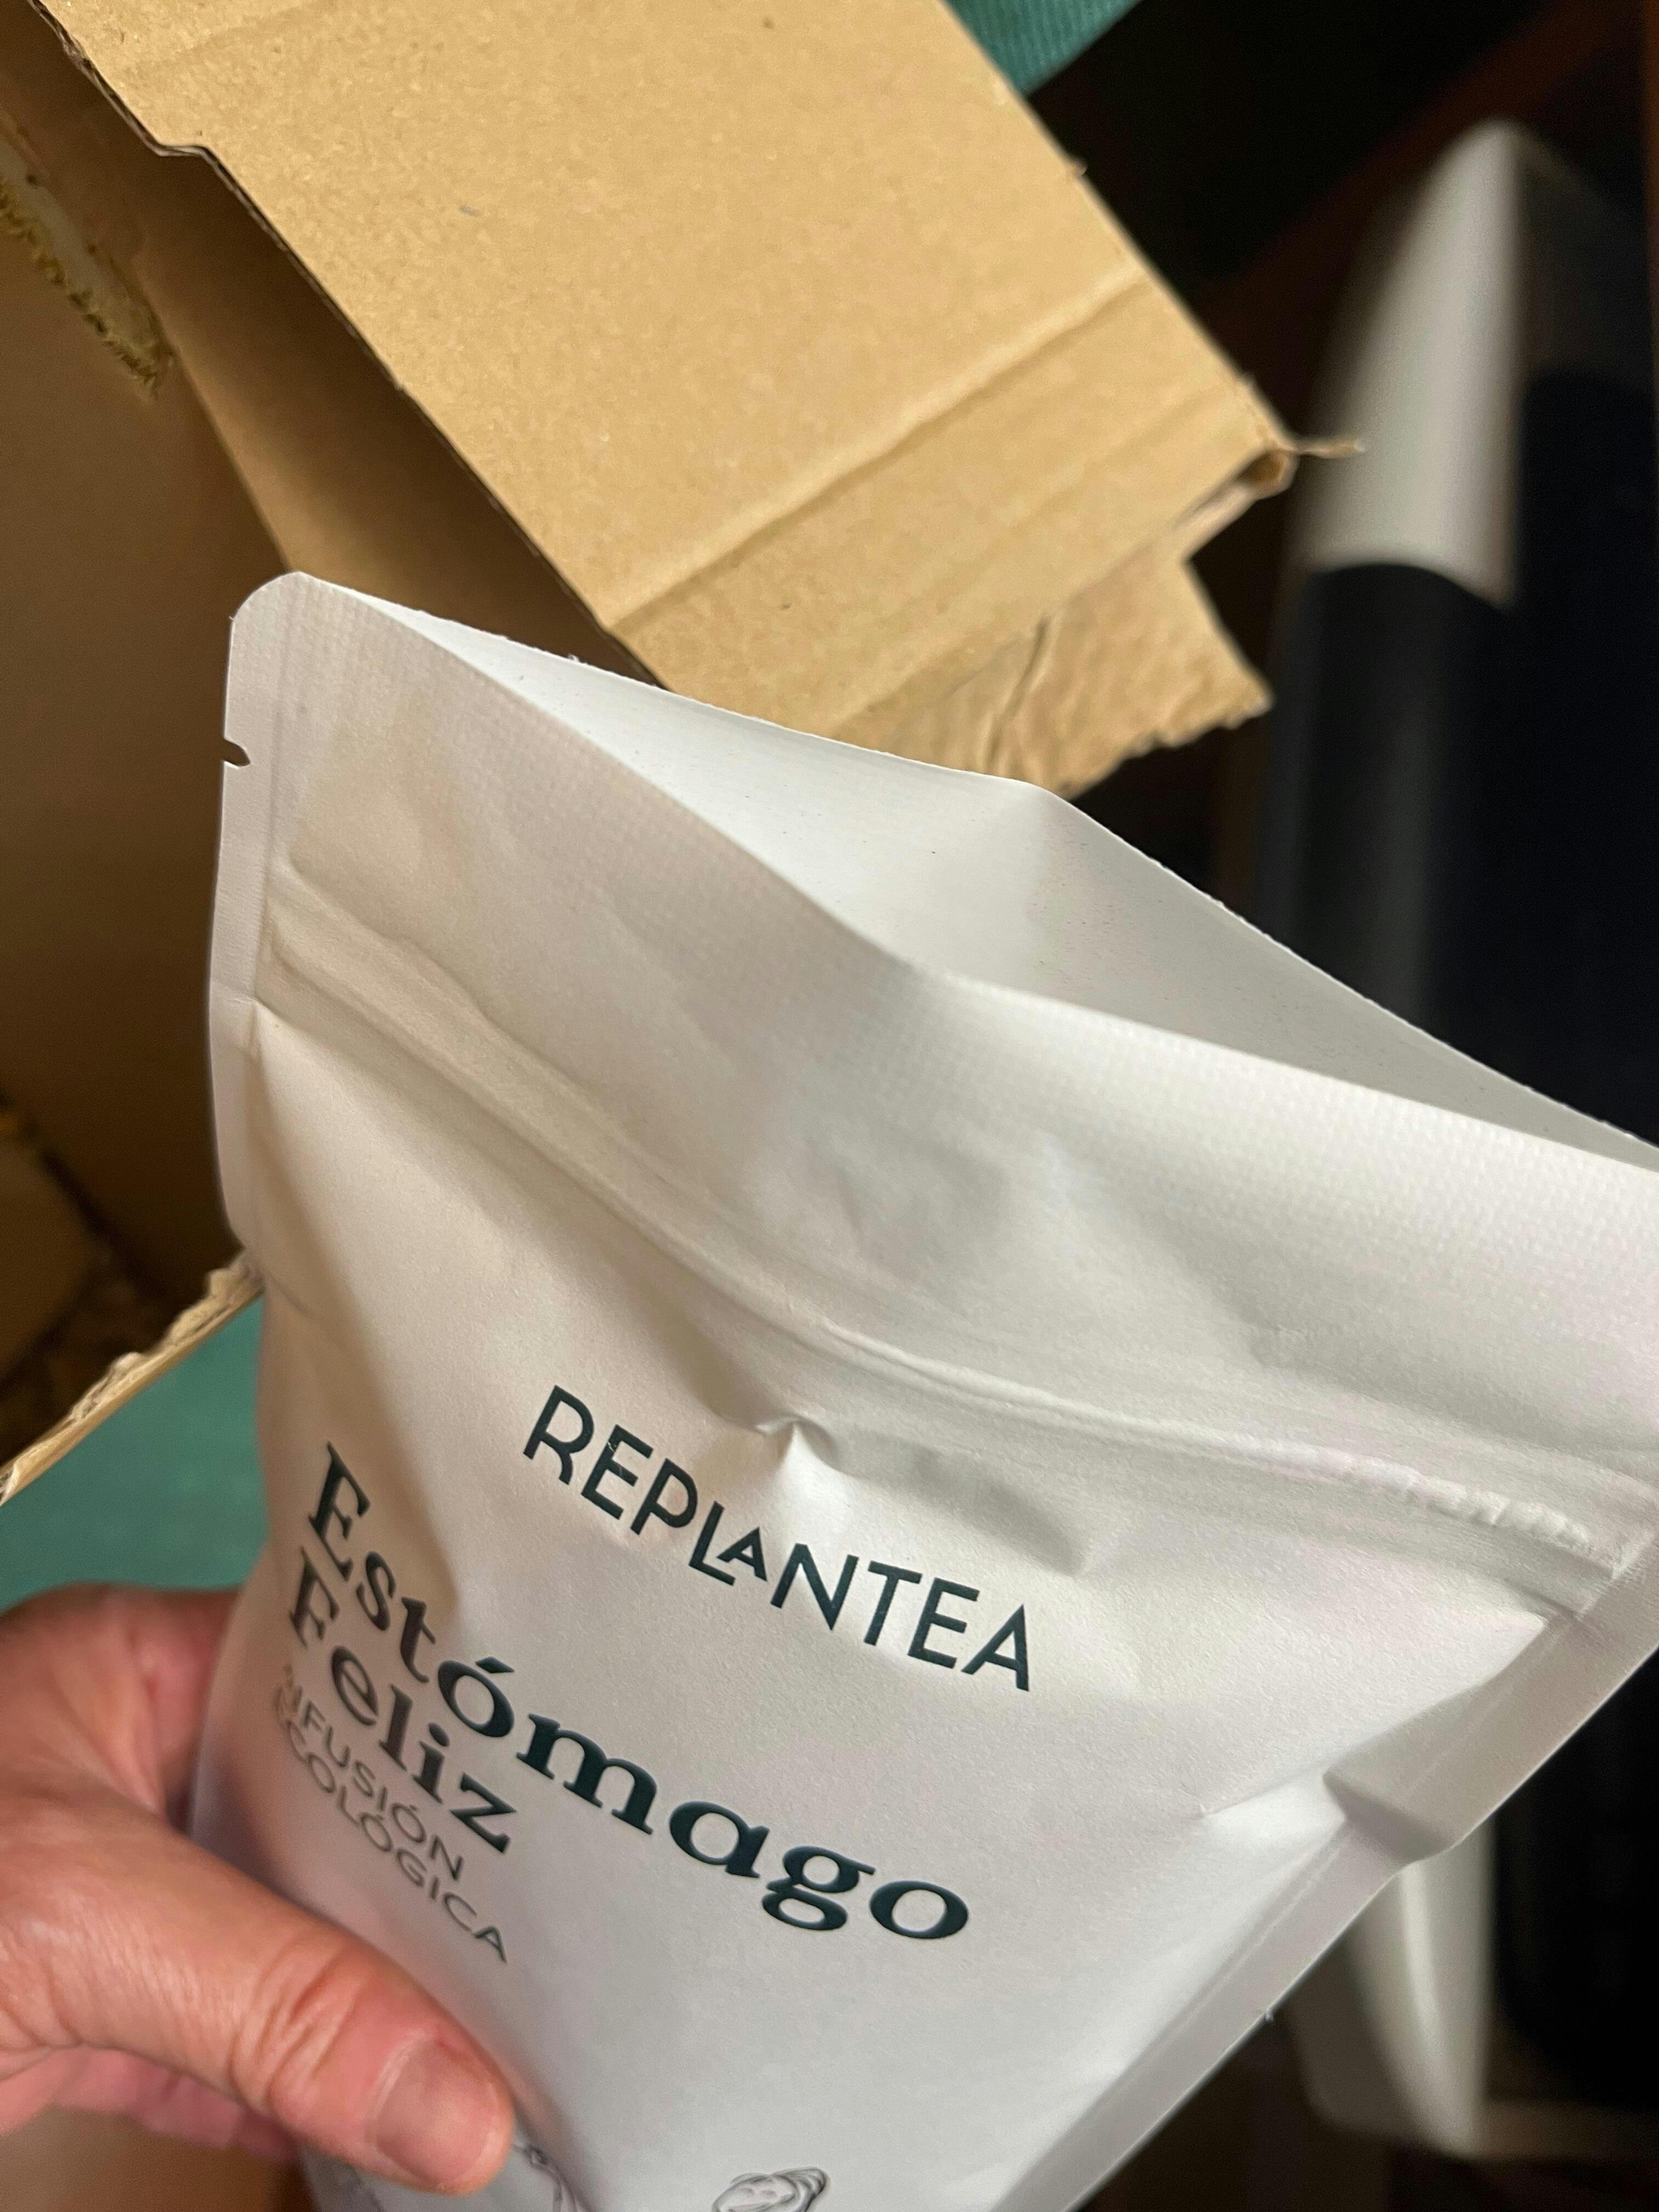 REPLANTEA
Estómago
Feliz
INFUSIÓN
ECOLÓGICA